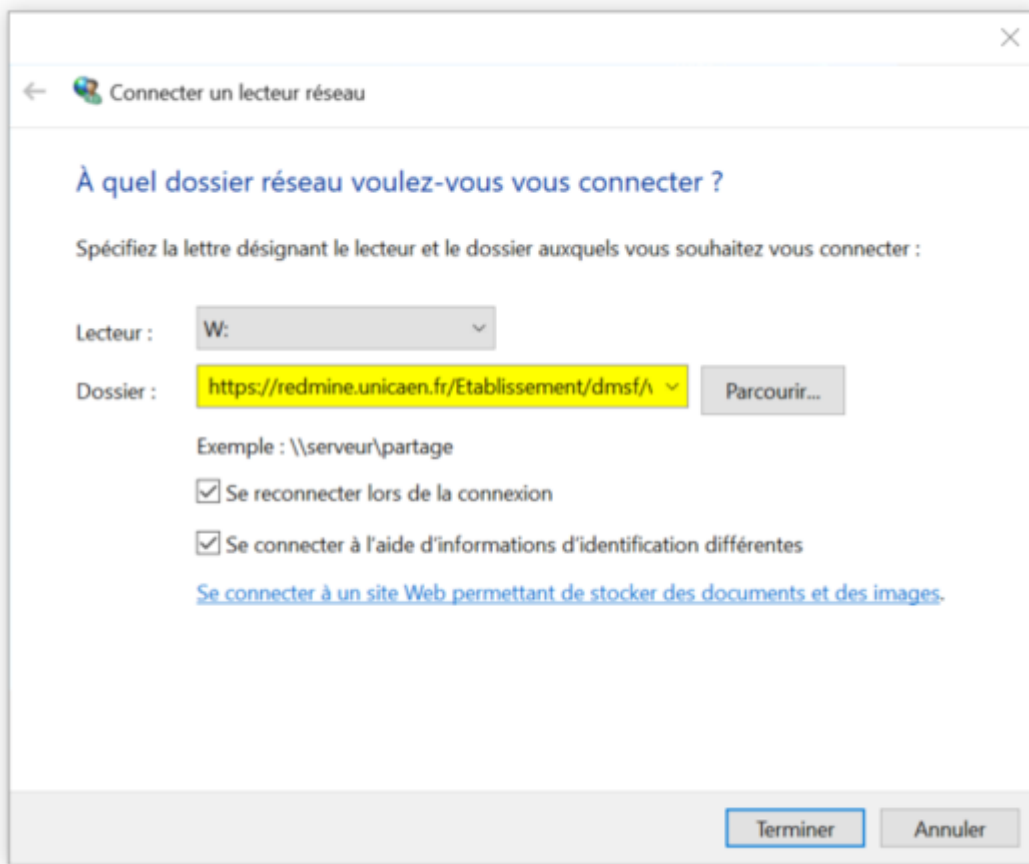 Connecter un lecteur réseau
À quel dossier réseau voulez-vous vous connecter ?
Spécifiez la lettre désignant le lecteur et le dossier auxquels vous souhaitez vous connecter :
Lecteur :
W:
Dossier :
https://redmine.unicaen.fr/Etablissement/dmsf/
Parcourir...
Exemple : \\serveur\partage
Se reconnecter lors de la connexion
Se connecter à l'aide d'informations d'identification différentes
Se connecter à un site Web permettant de stocker des documents et des images.
Terminer
Annuler